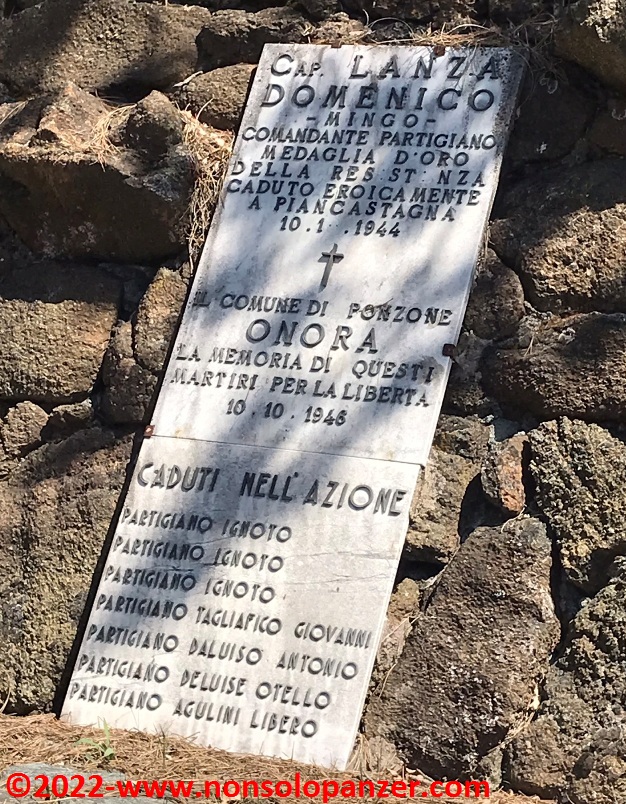 CAP. LANZA
DOMENICO
-MINGO-
COMANDANTE PARTIGIANO
MEDAGLIA D'ORO
DELLA RES ST NZA
CADUTO EROICAMENTE
A PIANCASTAGNA
10.1 .1944
IL COMUNE DI PONZONE
ONORA
LA MEMORIA DI QUESTI
MARTIRI PER LA LIBERTA
10.10.1946
CADUTI NELL'AZIONE
PARTIGIANO IGNOTO
PARTIGIANO IGNOTO
PARTIGIANO IGNOTO
PARTIGIANO TAGLIAFICO GIOVANNI
PARTIGIANO DALUISO ANTONIO
PARTIGIANO DELUISE OTELLO
PARTIGIANO AGULINI LIBERO
©2022-www.nonsolopanzer.com